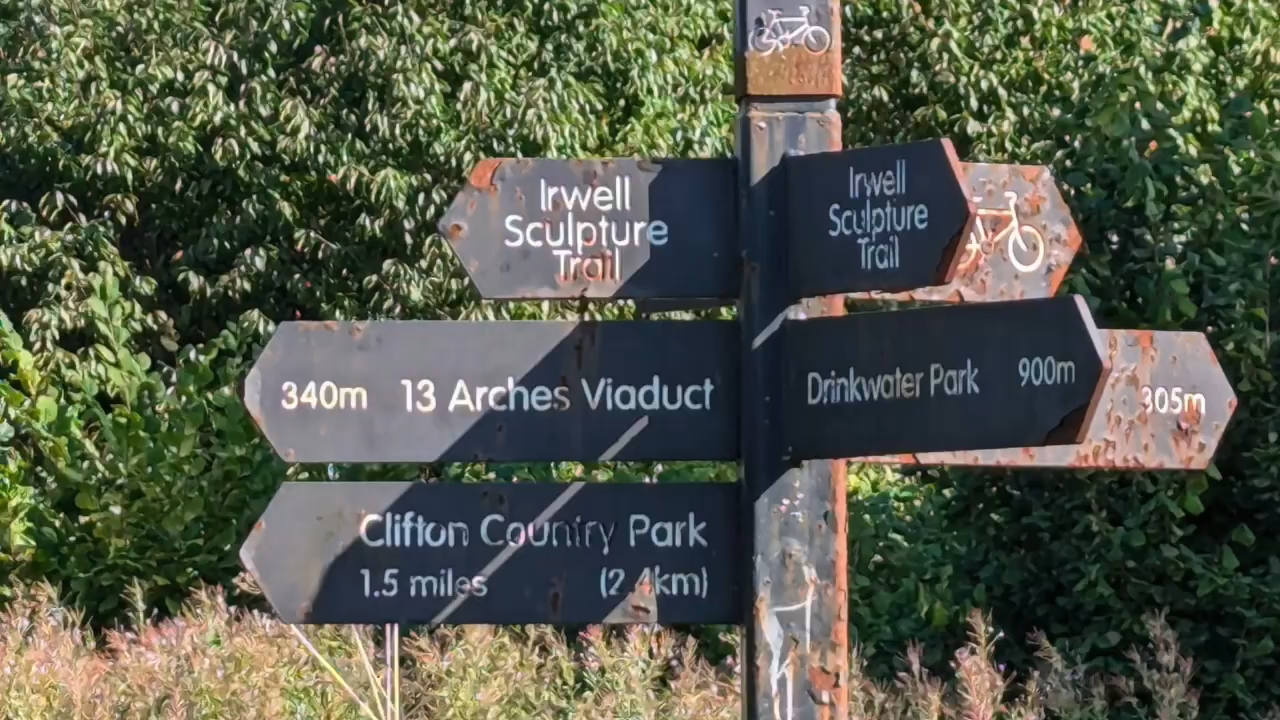 Irwell
Sculpture
Trail
Irwell
Sculpture
Trail
340m 13 Arches Viaduct
Drinkwater Park 900m
305m
Clifton Country Park
1.5 miles (2.4km)